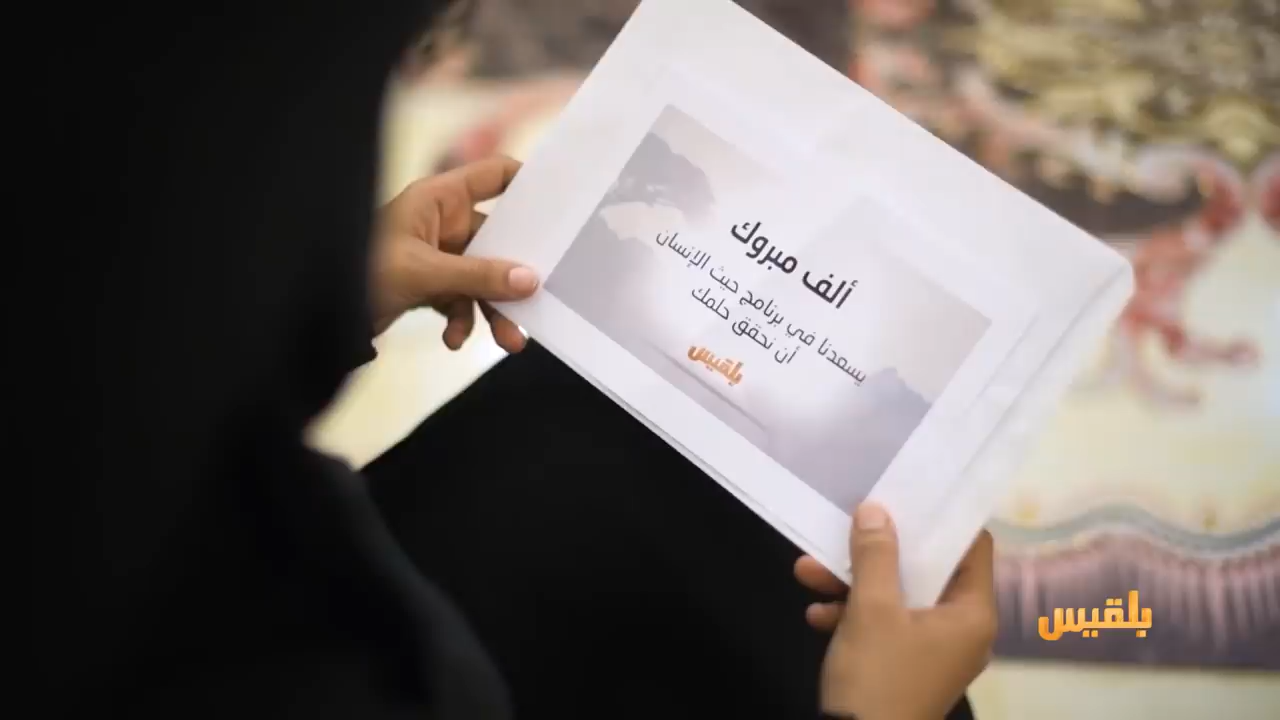 ألف مبروك
يسعدنا في برنامج حيث الإنسان
أن نحقق حلمك
بلقيس
بلقيس